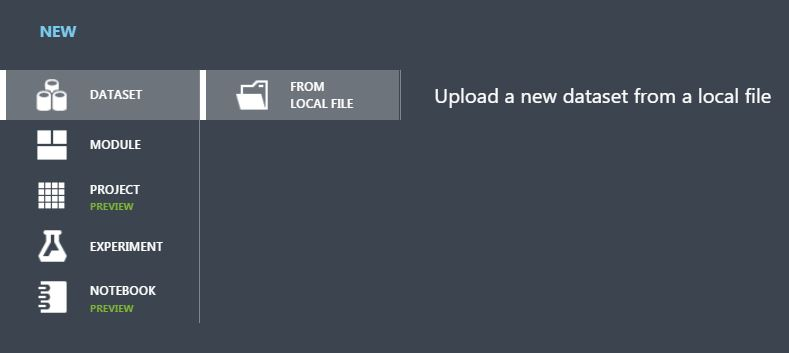 NEW
DATASET
FROM
LOCAL FILE
Upload a new dataset from a local file
MODULE
PROJECT
PREVIEW
EXPERIMENT
NOTEBOOK
PREVIEW